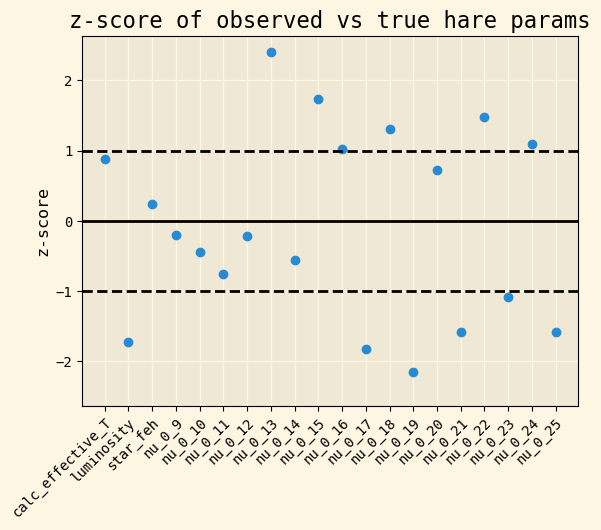 z-score of observed vs true hare params
z-score
2
1
0
−1
−2
calc_effective_T
luminosity
star_feh
nu_0_9
nu_0_10
nu_0_11
nu_0_12
nu_0_13
nu_0_14
nu_0_15
nu_0_16
nu_0_17
nu_0_18
nu_0_19
nu_0_20
nu_0_21
nu_0_22
nu_0_23
nu_0_24
nu_0_25